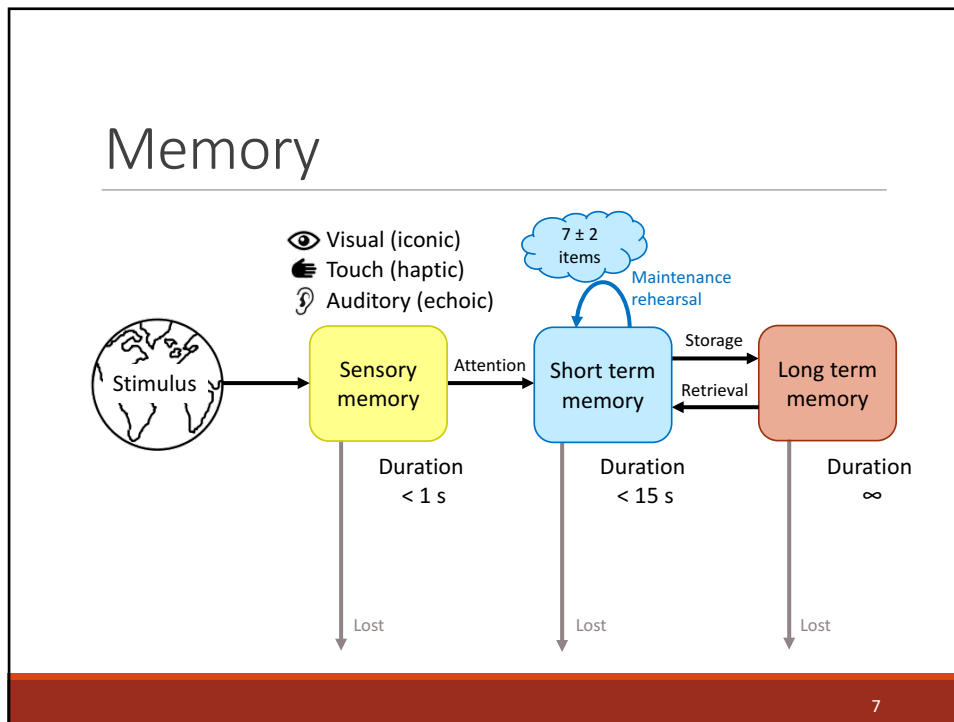 Memory
Visual (iconic)
Touch (haptic)
Auditory (echoic)
7 ± 2
items
Maintenance
rehearsal
Stimulus
Sensory
memory
Attention
Short term
memory
Storage
Retrieval
Long term
memory
Duration
< 1 s
Duration
< 15 s
Duration
∞
Lost
Lost
Lost
7